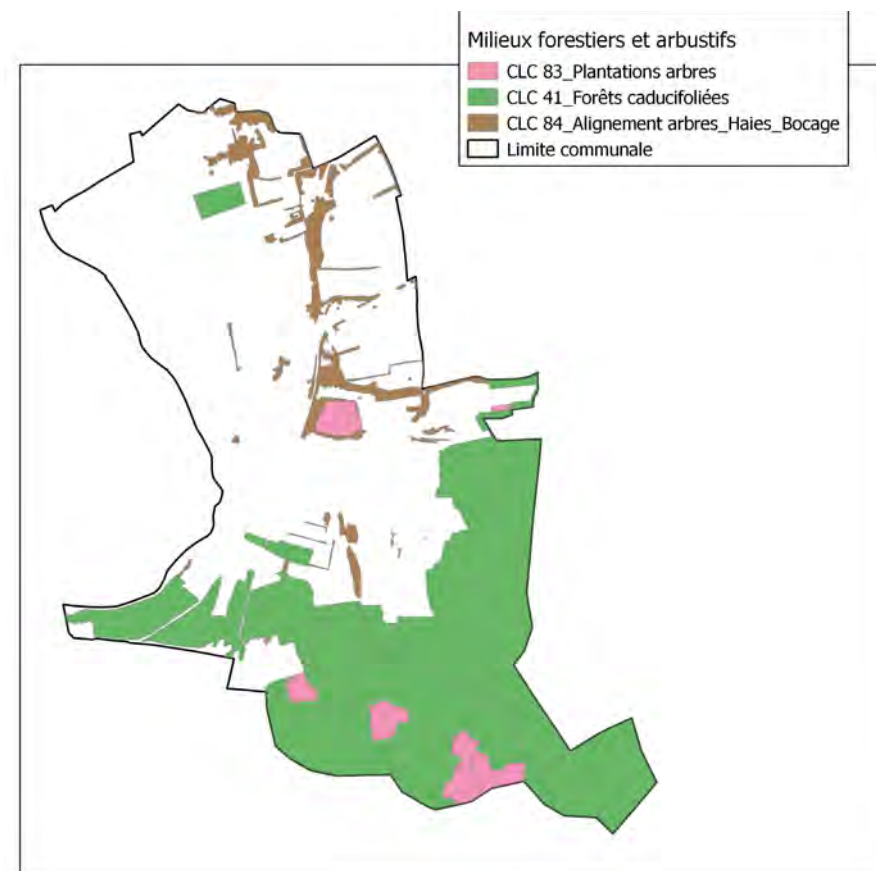 Milieux forestiers et arbustifs
CLC 83_Plantations arbres
CLC 41_Forêts caducifoliées
CLC 84_Alignement arbres_Haies_Bocage
Limite communale